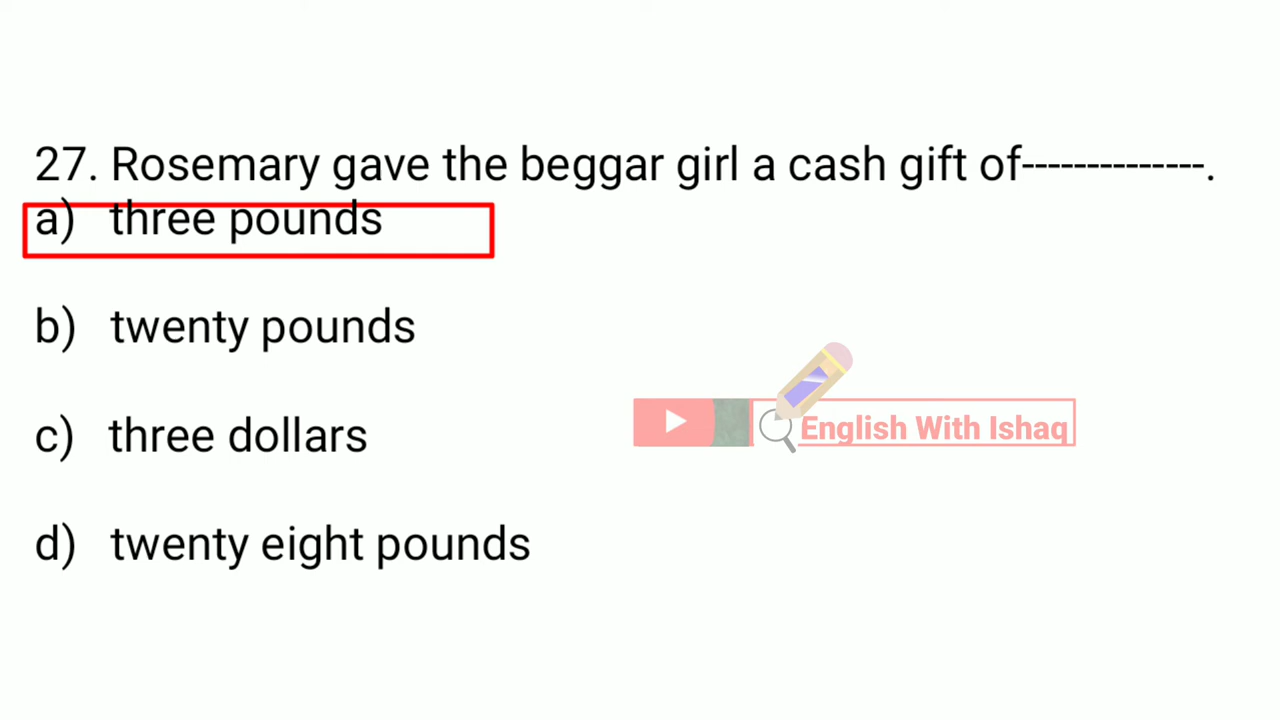 27. Rosemary gave the beggar girl a cash gift of--------------.
a) three pounds
b) twenty pounds
c) three dollars
d) twenty eight pounds
English With Ishaq